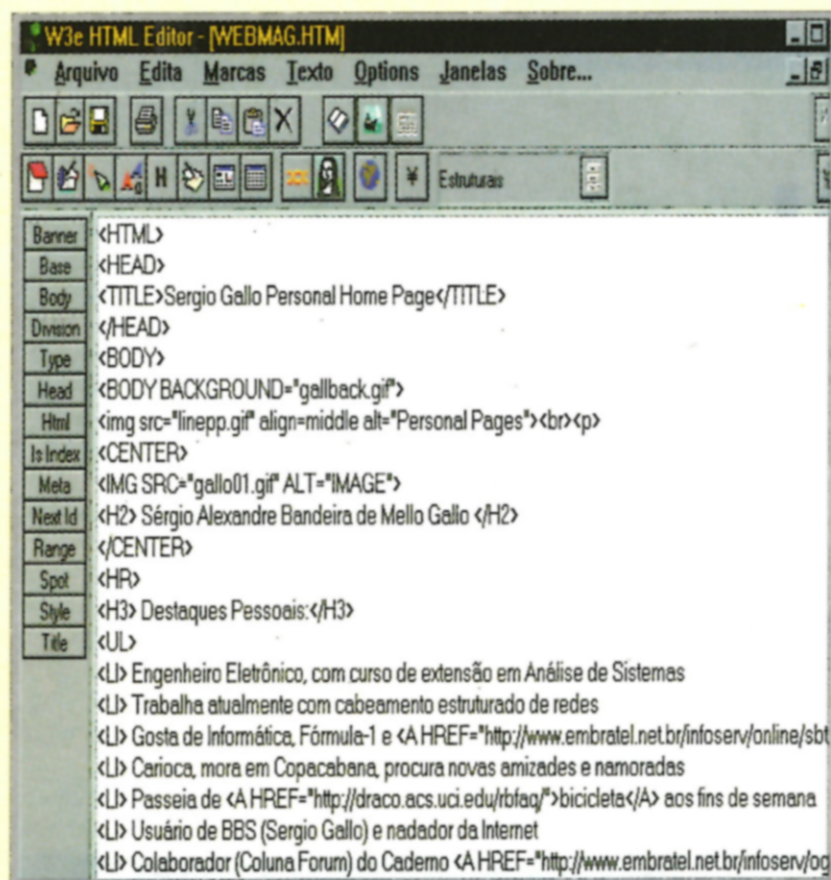 W3e HTML Editor - [WEBMAG.HTM]
Arquivo Edita Marcas Texto Options Janelas Sobre...
Estruturais
Banner
Base
Body
Division
Type
Head
Html
Is Index
Meta
Next Id
Range
Spot
Style
Title
<HTML>
<HEAD>
<TITLE>Sergio Gallo Personal Home Page</TITLE>
</HEAD>
<BODY>
<BODY BACKGROUND="gallback.gif">
<img src="linepp.gif" align=middle alt="Personal Pages"><br><p>
<CENTER>
<IMG SRC="gallo01.gif" ALT="IMAGE">
<H2> Sérgio Alexandre Bandeira de Mello Gallo </H2>
</CENTER>
<HR>
<H3> Destaques Pessoais:</H3>
<UL>
<LI> Engenheiro Eletrônico, com curso de extensão em Análise de Sistemas
<LI> Trabalha atualmente com cabeamento estruturado de redes
<LI> Gosta de Informática, Fórmula-1 e <A HREF="http://www.embratel.net.br/infoserv/online/sbt
<LI> Carioca, mora em Copacabana, procura novas amizades e namoradas
<LI> Passeia de <A HREF="http://draco.acs.uci.edu/rbfaq/">bicicleta</A> aos fins de semana
<LI> Usuário de BBS (Sergio Gallo) e nadador da Internet
<LI> Colaborador (Coluna Forum) do Caderno <A HREF="http://www.embratel.net.br/infoserv/og